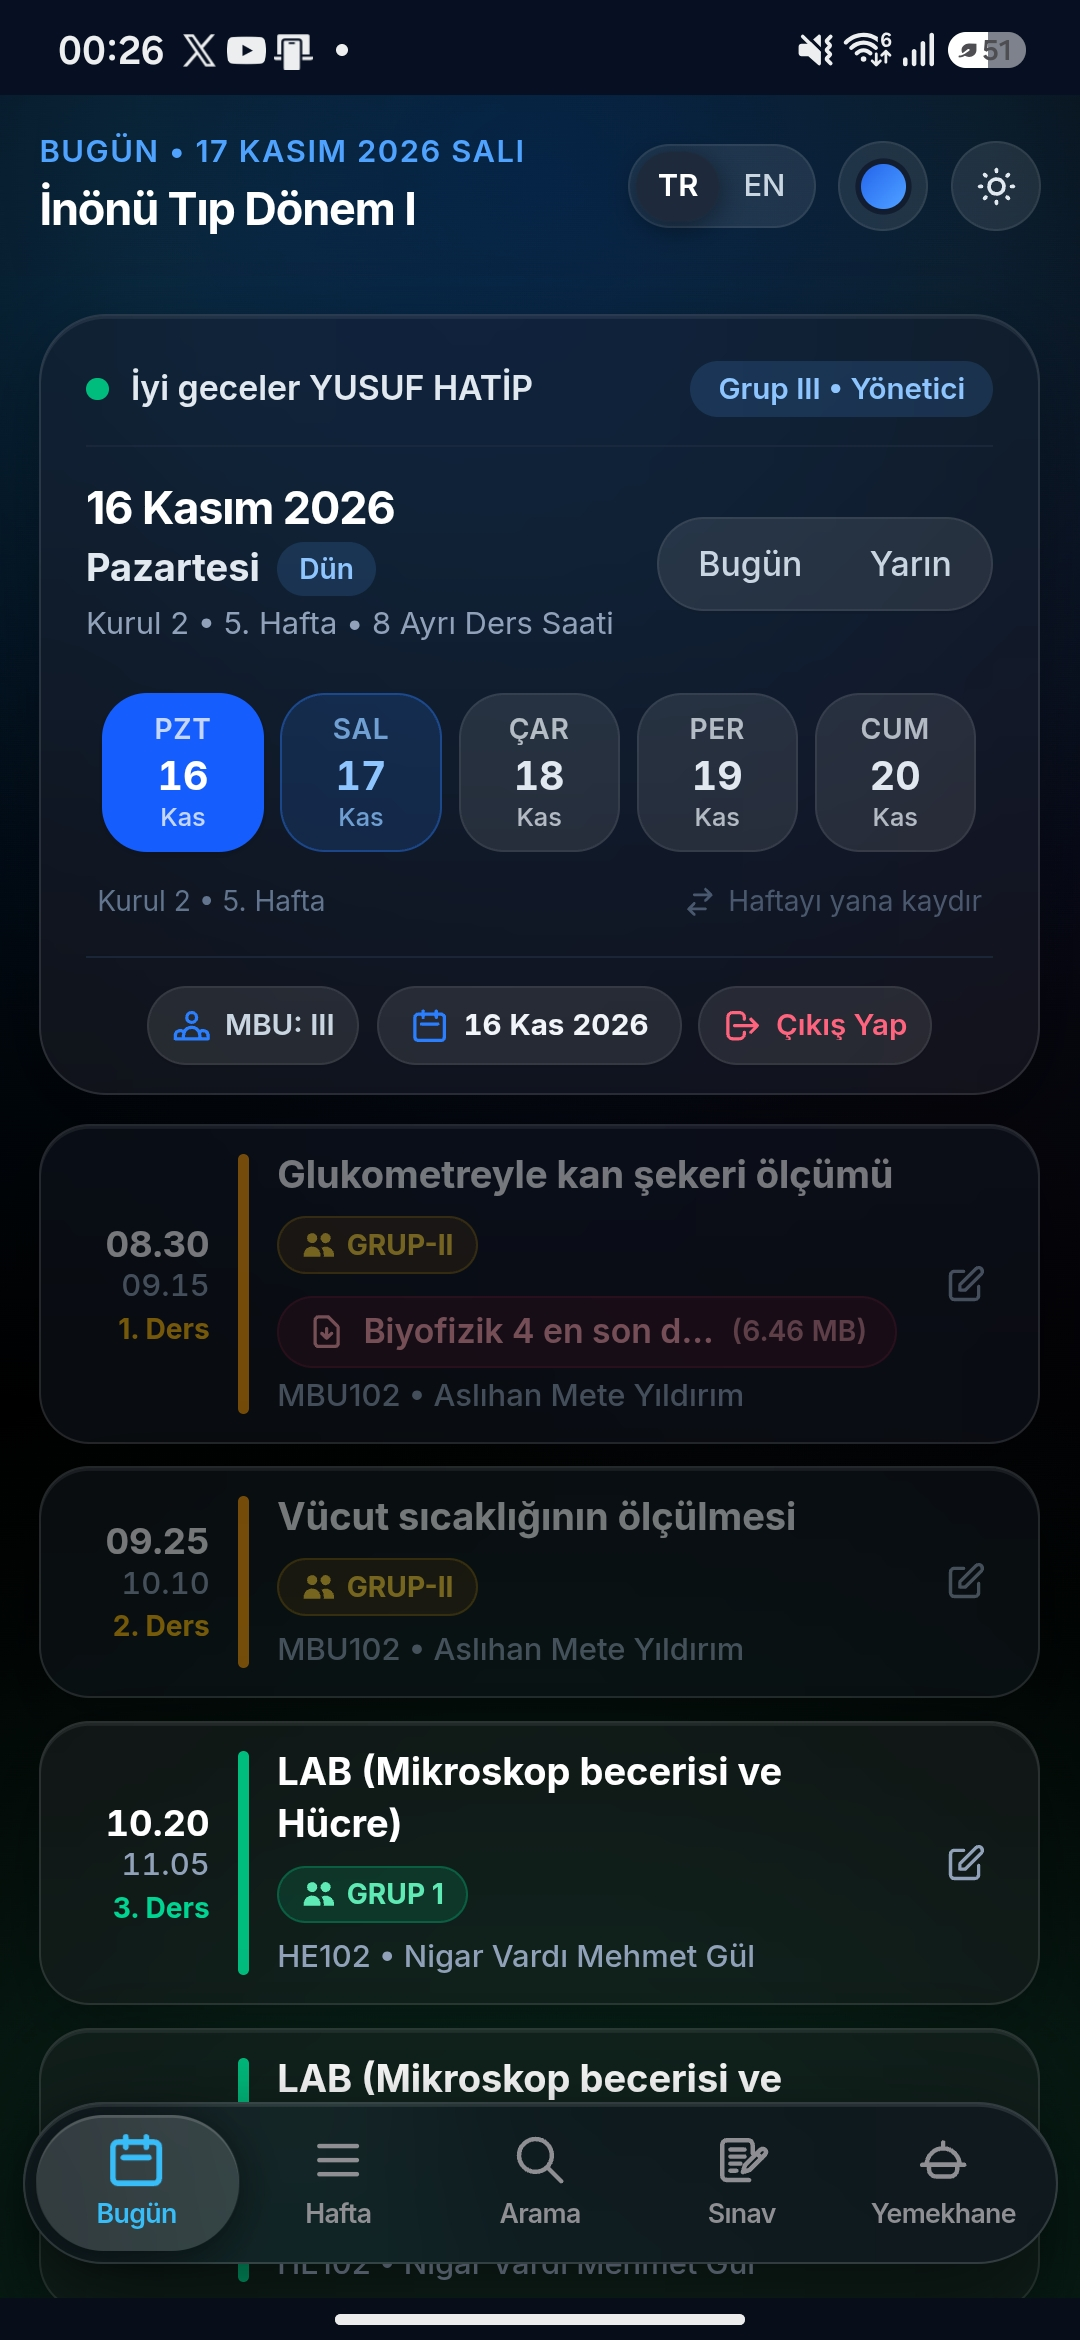 00:26
6
51
BUGÜN • 17 KASIM 2026 SALI
İnönü Tıp Dönem I
TR EN
İyi geceler YUSUF HATİP
Grup III • Yönetici
16 Kasım 2026
Pazartesi Dün
Kurul 2 • 5. Hafta • 8 Ayrı Ders Saati
Bugün Yarın
PZT SAL ÇAR PER CUM
16 17 18 19 20
Kas Kas Kas Kas Kas
Kurul 2 • 5. Hafta
Haftayı yana kaydır
MBU: III
16 Kas 2026
Çıkış Yap
08.30
09.15
1. Ders
Glukometreyle kan şekeri ölçümü
GRUP-II
Biyofizik 4 en son d... (6.46 MB)
MBU102 • Aslıhan Mete Yıldırım
09.25
10.10
2. Ders
Vücut sıcaklığının ölçülmesi
GRUP-II
MBU102 • Aslıhan Mete Yıldırım
10.20
11.05
3. Ders
LAB (Mikroskop becerisi ve
Hücre)
GRUP 1
HE102 • Nigar Vardı Mehmet Gül
LAB (Mikroskop becerisi ve
Bugün Hafta Arama Sınav Yemekhane
HE102 • Nigar Vardı Mehmet Gül